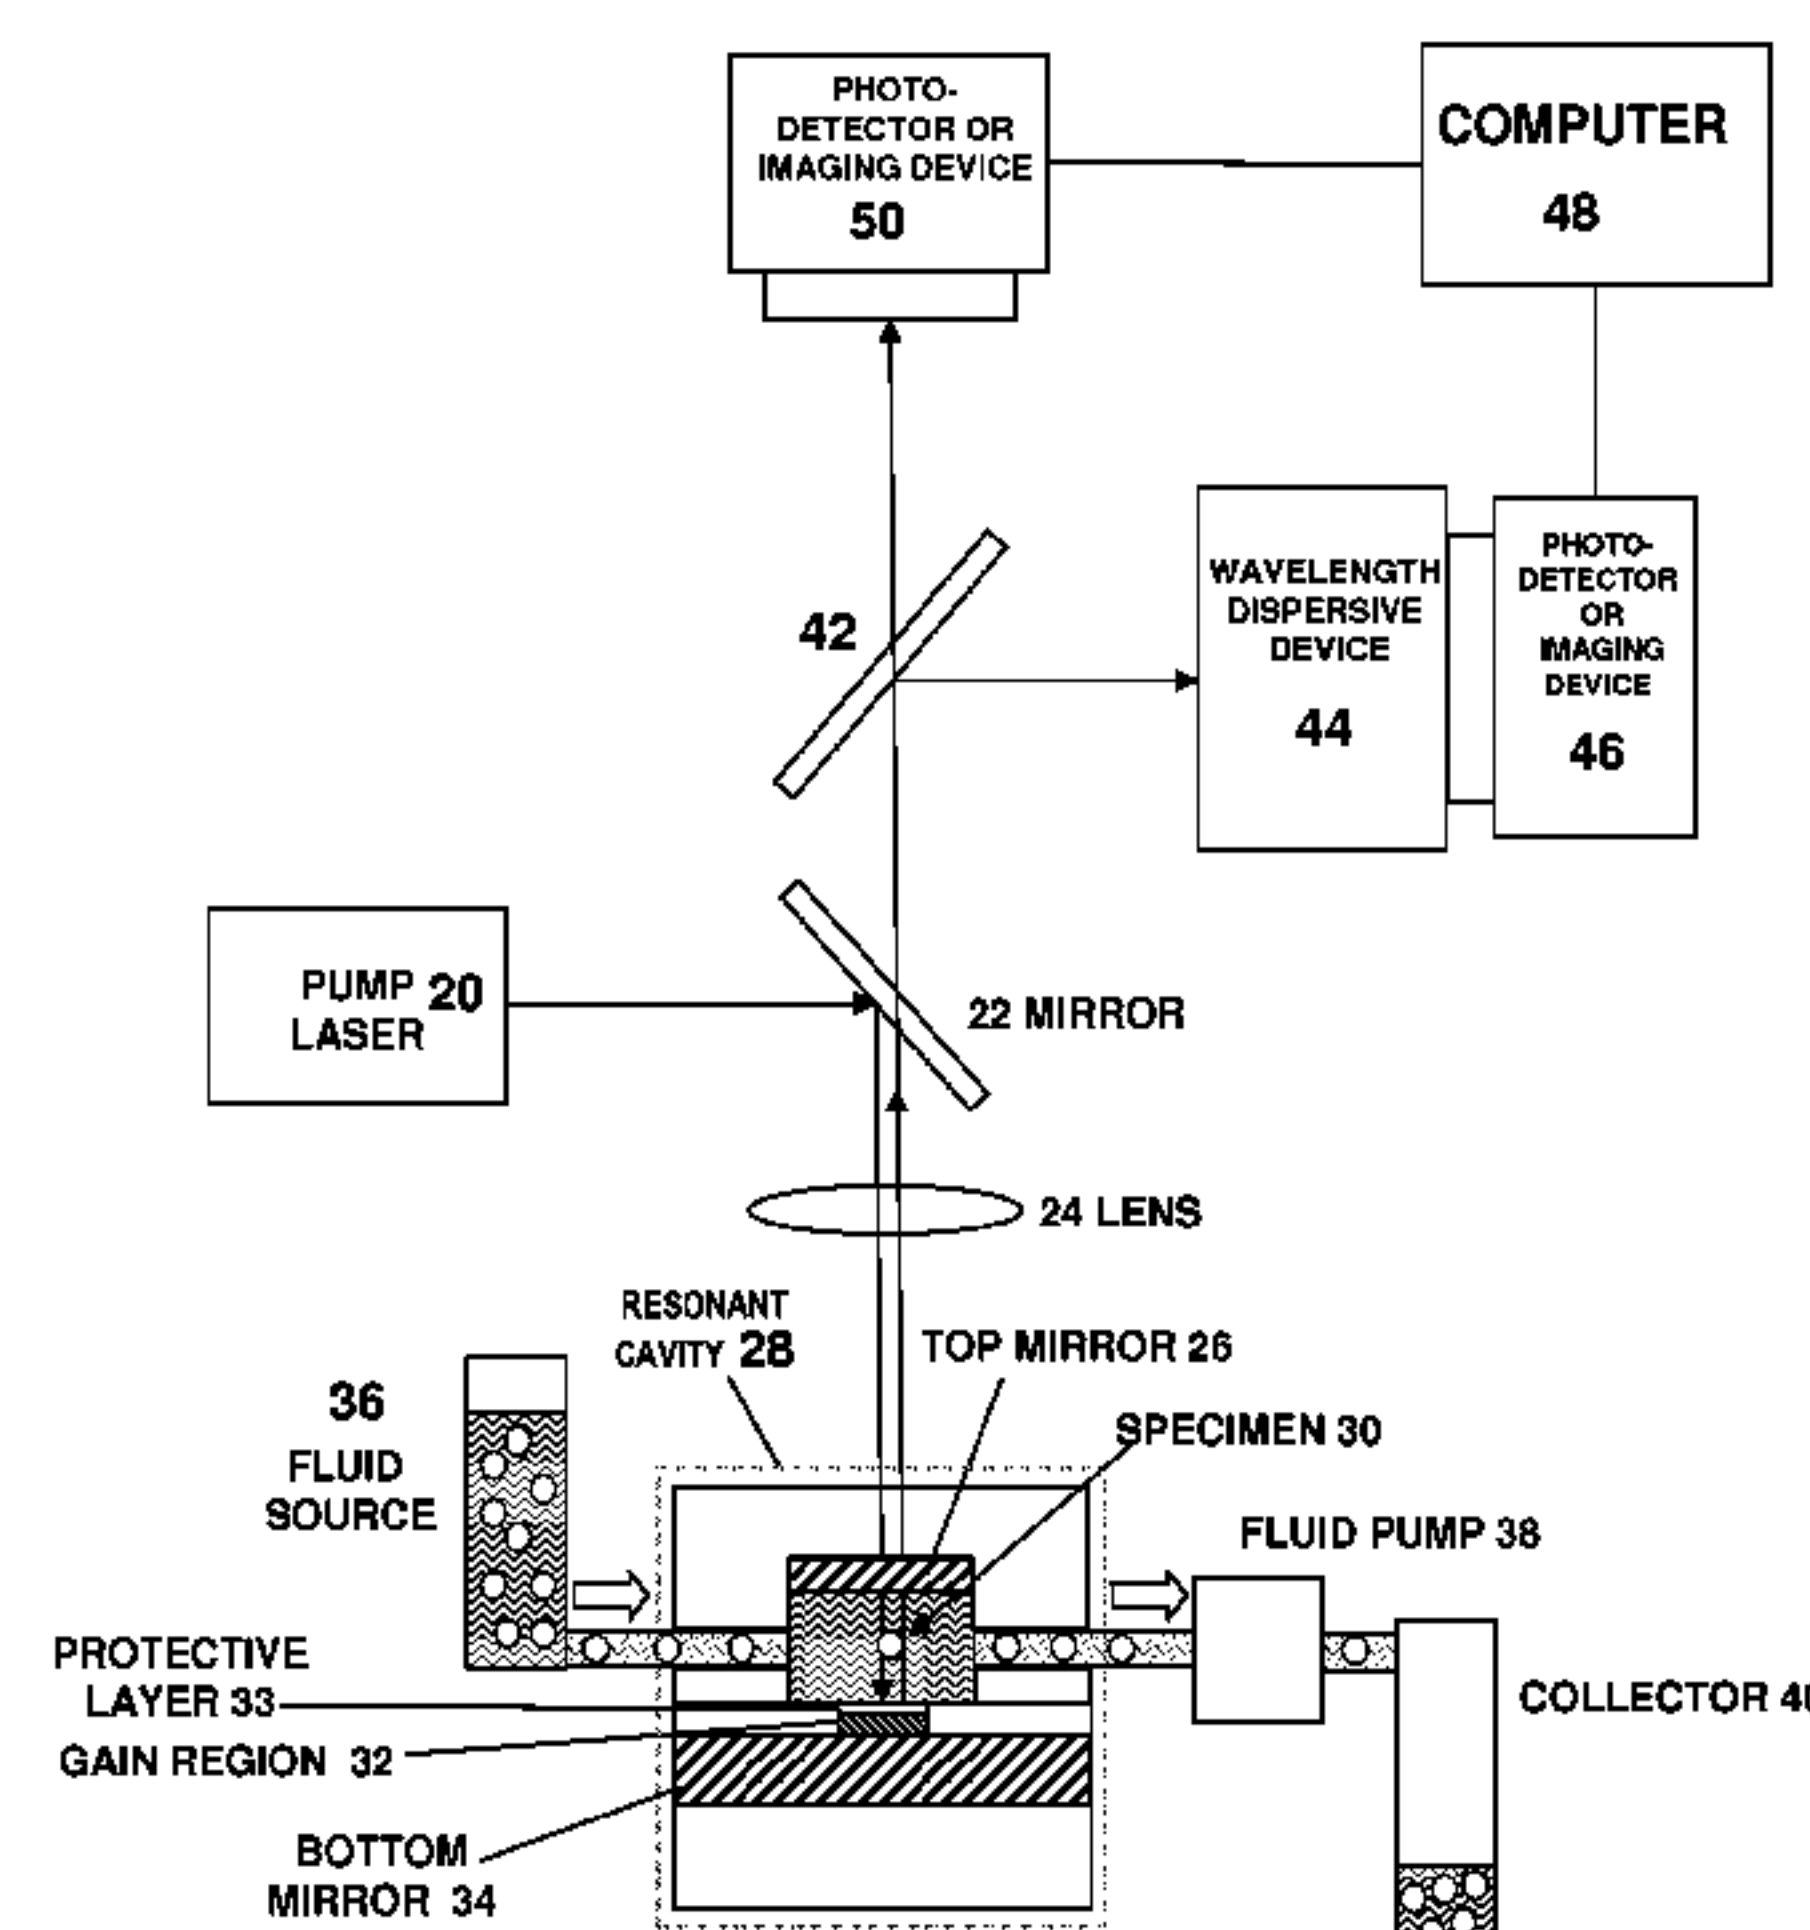 PHOTO-
DETECTOR OR
IMAGING DEVICE
50
COMPUTER
48
42
WAVELENGTH
DISPERSIVE
DEVICE
44
PHOTO-
DETECTOR
OR
IMAGING
DEVICE
46
PUMP 20
LASER
22 MIRROR
24 LENS
RESONANT
CAVITY 28
TOP MIRROR 26
SPECIMEN 30
36
FLUID
SOURCE
FLUID PUMP 38
PROTECTIVE
LAYER 33
GAIN REGION 32
COLLECTOR
BOTTOM
MIRROR 34